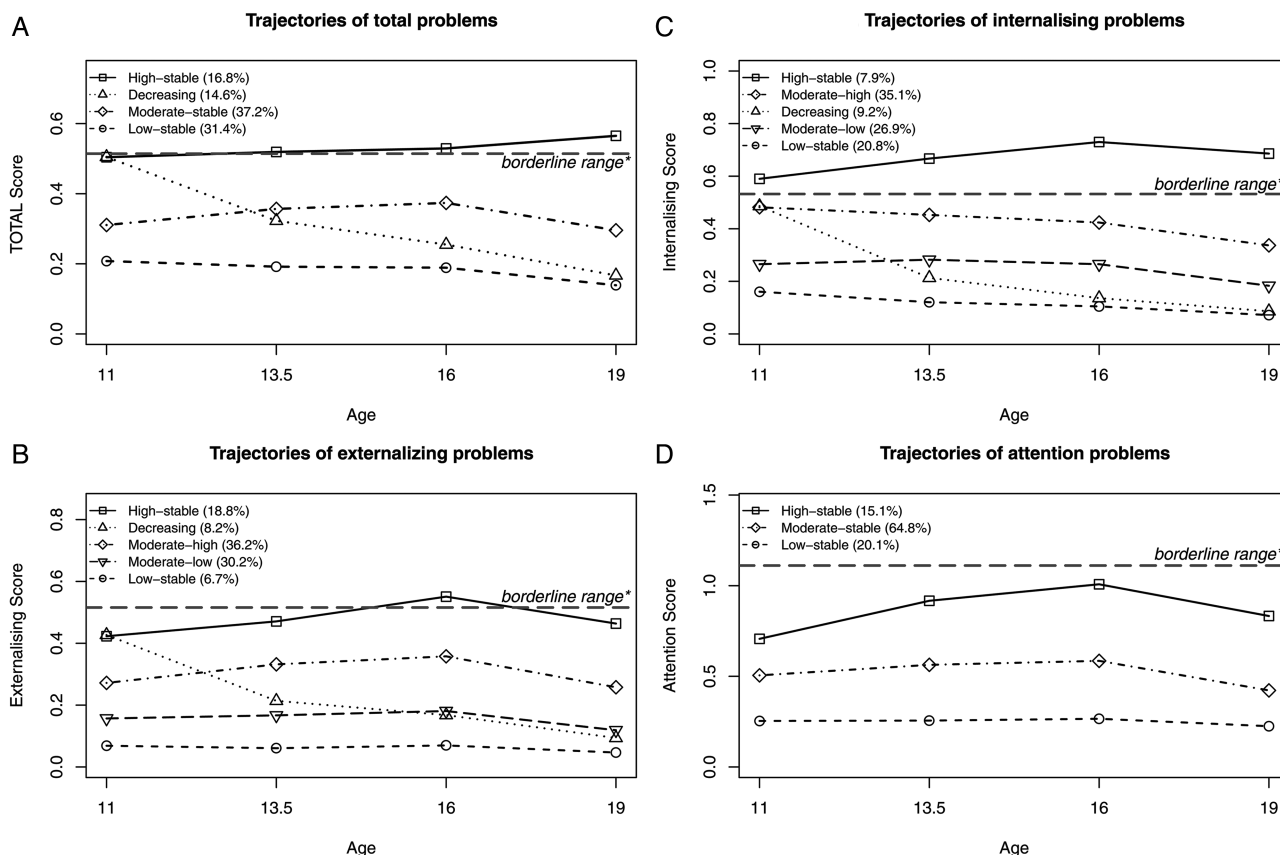 A
Trajectories of total problems
High−stable (16.8%)
Decreasing (14.6%)
Moderate−stable (37.2%)
Low−stable (31.4%)
borderline range*
TOTAL Score
0.0
0.2
0.4
0.6
11
13.5
16
19
Age
C
Trajectories of internalising problems
High−stable (7.9%)
Moderate−high (35.1%)
Decreasing (9.2%)
Moderate−low (26.9%)
Low−stable (20.8%)
borderline range*
Internalising Score
0.0
0.2
0.4
0.6
0.8
1.0
11
13.5
16
19
Age
B
Trajectories of externalizing problems
High−stable (18.8%)
Decreasing (8.2%)
Moderate−high (36.2%)
Moderate−low (30.2%)
Low−stable (6.7%)
borderline range*
Externalising Score
0.0
0.2
0.4
0.6
0.8
11
13.5
16
19
Age
D
Trajectories of attention problems
High−stable (15.1%)
Moderate−stable (64.8%)
Low−stable (20.1%)
borderline range*
Attention Score
0.0
0.5
1.0
1.5
11
13.5
16
19
Age